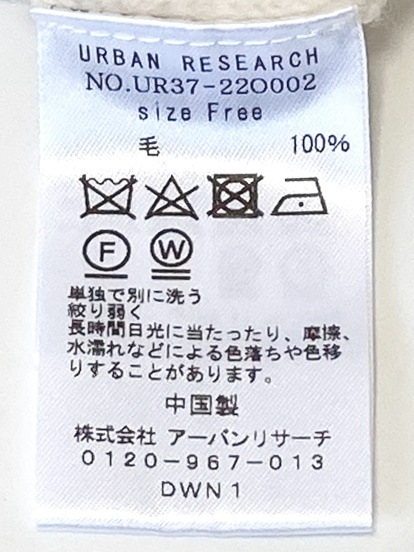 URBAN RESEARCH
NO.UR37-22O002
size Free
毛 100%
F W
単独で別に洗う
絞り弱く
長時間日光に当たったり、摩擦、
水濡れなどによる色落ちや色移
りすることがあります。
中国製
株式会社 アーバンリサーチ
0120-967-013
DWN1